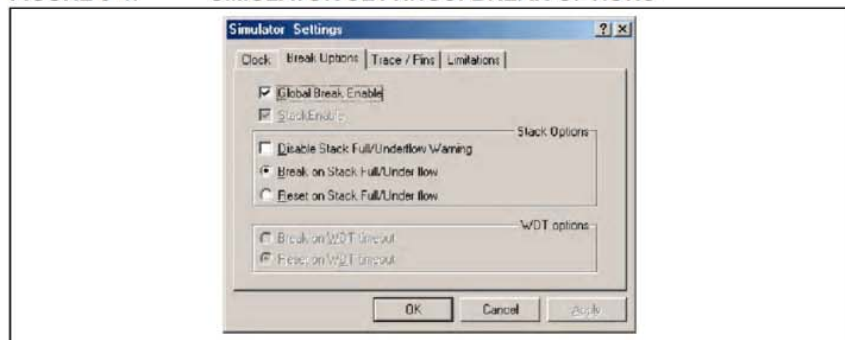 Simulator Settings
Clock
Break Options
Trace / Pins
Limitations
Global Break Enable
Stack Enable
Stack Options
Disable Stack Full/Underflow Warning
Break on Stack Full/Under flow
Reset on Stack Full/Under flow
WDT options
Break on WDT timeout
Reset on WDT timeout
OK
Cancel
Apply